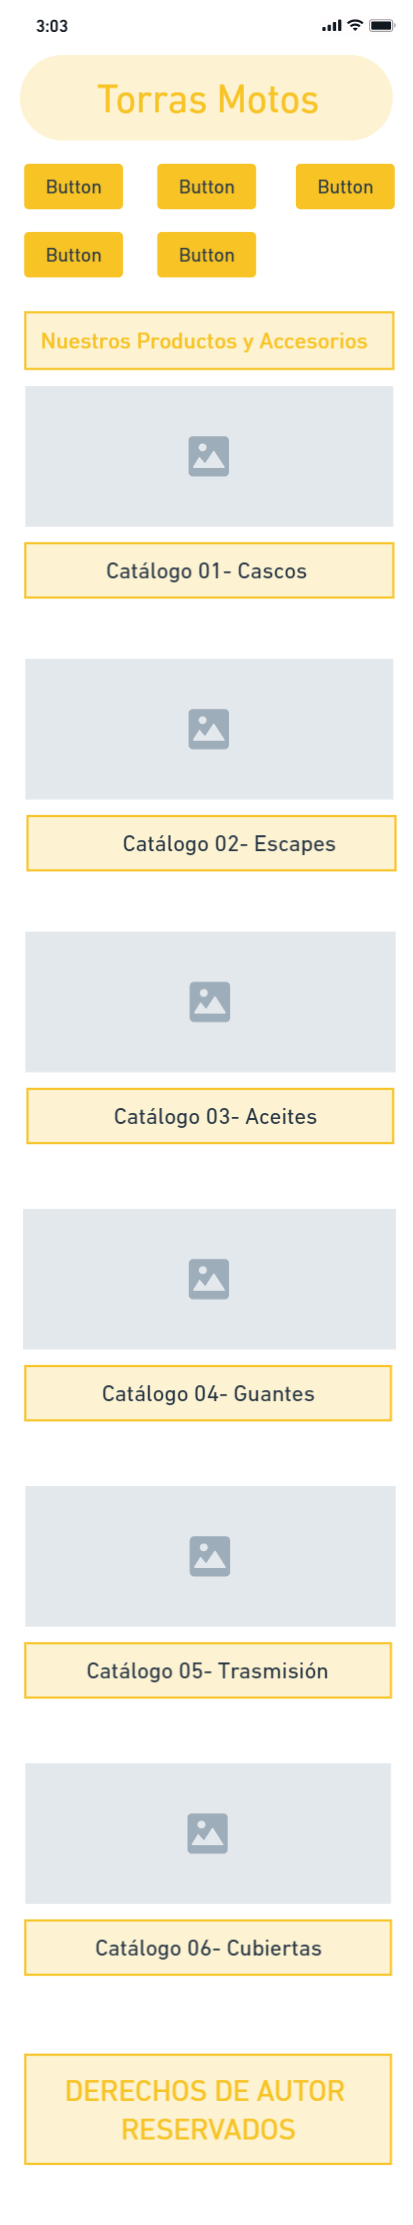 3:03
Torras Motos
Button Button Button
Button Button
Nuestros Productos y Accesorios
Catálogo 01- Cascos
Catálogo 02- Escapes
Catálogo 03- Aceites
Catálogo 04- Guantes
Catálogo 05- Trasmisión
Catálogo 06- Cubiertas
DERECHOS DE AUTOR
RESERVADOS